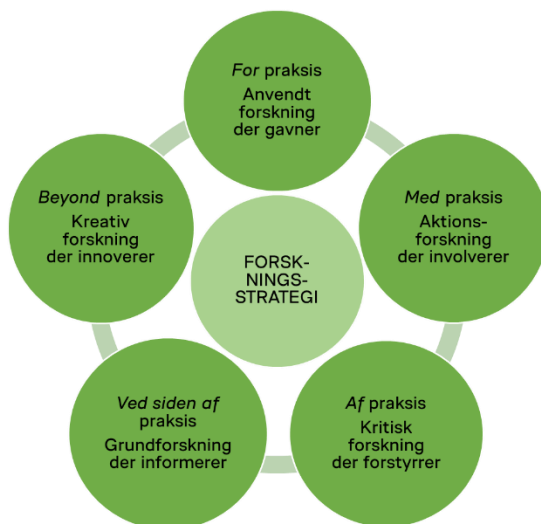 For praksis
Anvendt
forskning
der gavner
Med praksis
Aktions-
forskning
der involverer
Af praksis
Kritisk
forskning
der forstyrrer
Ved siden af
praksis
Grundforskning
der informerer
Beyond praksis
Kreativ
forskning
der innoverer
FORSK-
NINGS-
STRATEGI